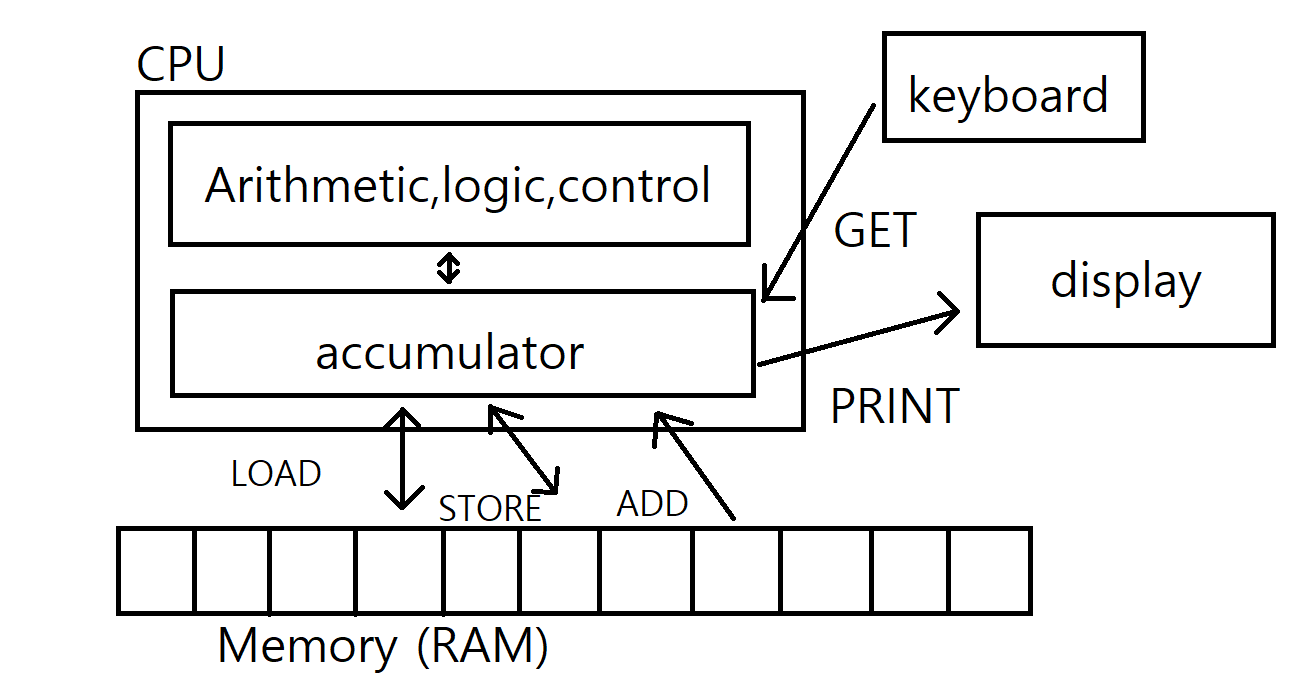 CPU
keyboard
Arithmetic,logic,control
GET
display
accumulator
PRINT
LOAD
STORE
ADD
Memory (RAM)